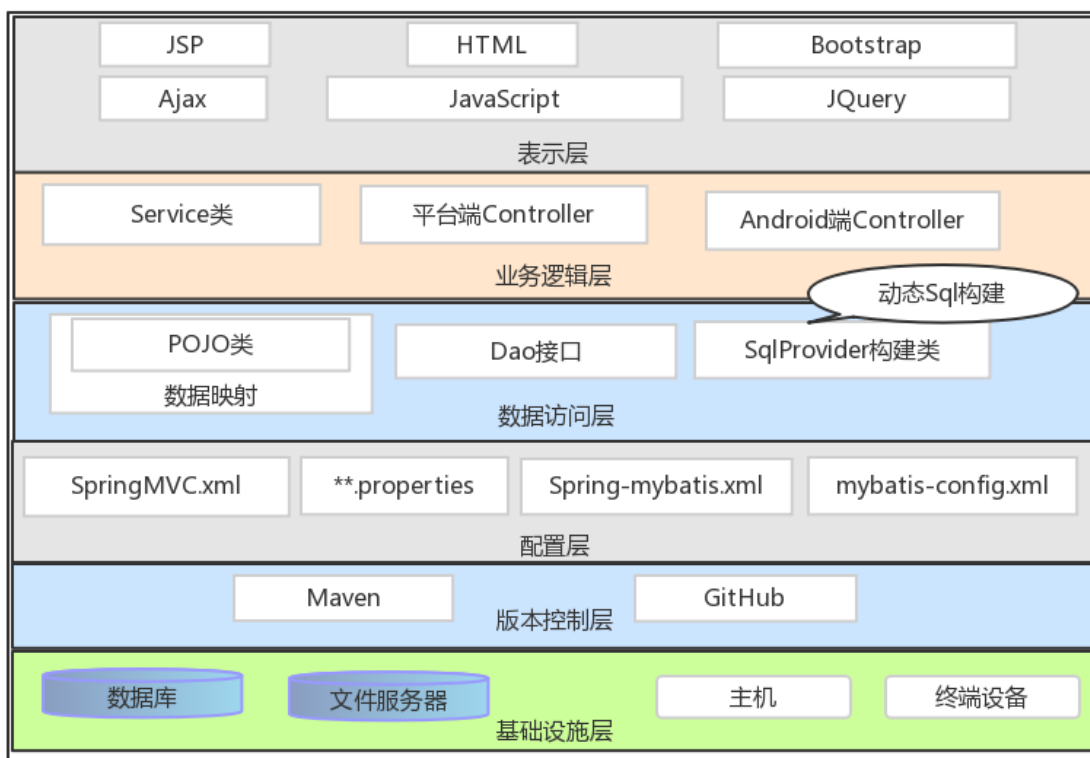 JSP
HTML
Bootstrap
Ajax
JavaScript
JQuery
表示层
Service类
平台端Controller
Android端Controller
业务逻辑层
动态Sql构建
POJO类
数据映射
Dao接口
SqlProvider构建类
数据访问层
SpringMVC.xml
**.properties
Spring-mybatis.xml
mybatis-config.xml
配置层
Maven
GitHub
版本控制层
数据库
文件服务器
主机
终端设备
基础设施层